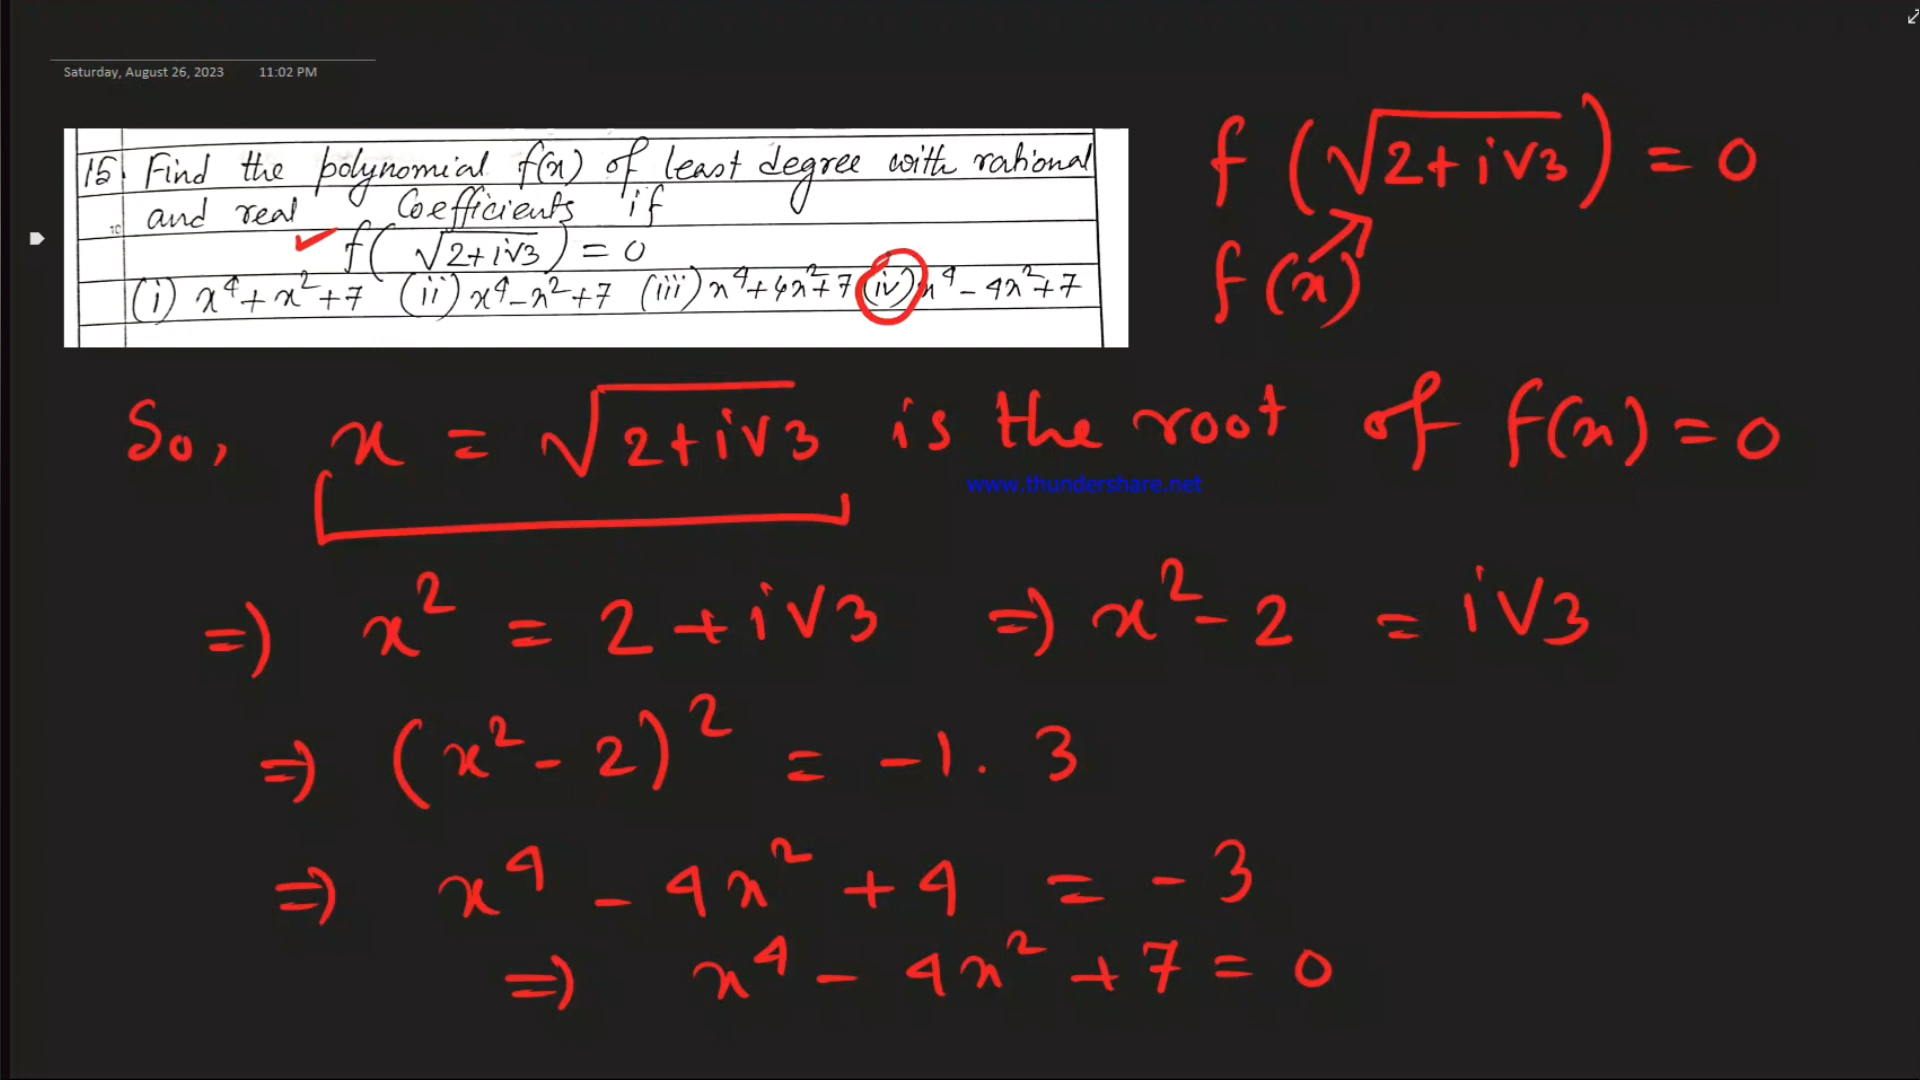 Saturday, August 26, 2023 11:02 PM
15. Find the polynomial f(x) of least degree with rational
and real Coefficients if
10
✓ f(√(2+i√3)) = 0
(i) x⁴+x²+7 (ii) x⁴-x²+7 (iii) x⁴+4x²+7 (iv) x⁴-4x²+7
f(√(2+i√3)) = 0
f(x)
So, x = √(2+i√3) is the root of f(x) = 0
www.thundershare.net
=) x² = 2+i√3 =) x²-2 = i√3
=) (x²-2)² = -1.3
=) x⁴ - 4x² + 4 = -3
=) x⁴ - 4x² + 7 = 0